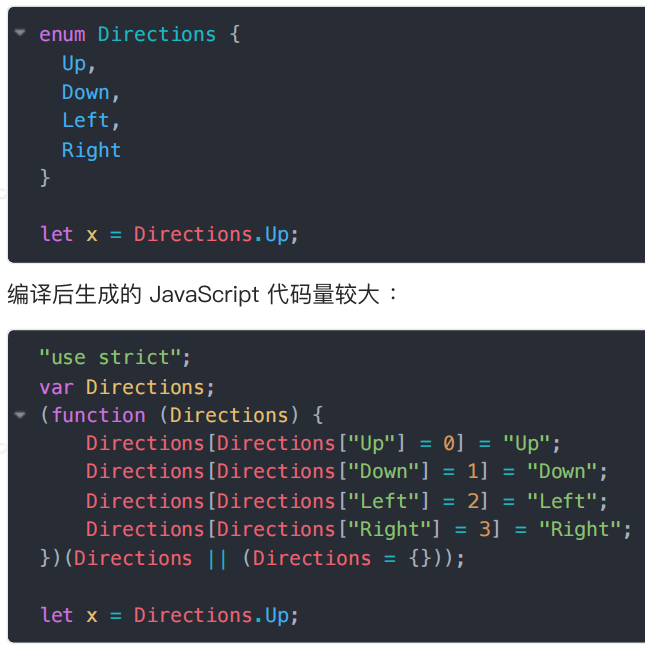 enum Directions {
  Up,
  Down,
  Left,
  Right
}
let x = Directions.Up;
编译后生成的 JavaScript 代码量较大：
"use strict";
var Directions;
(function (Directions) {
    Directions[Directions["Up"] = 0] = "Up";
    Directions[Directions["Down"] = 1] = "Down";
    Directions[Directions["Left"] = 2] = "Left";
    Directions[Directions["Right"] = 3] = "Right";
})(Directions || (Directions = {}));
let x = Directions.Up;